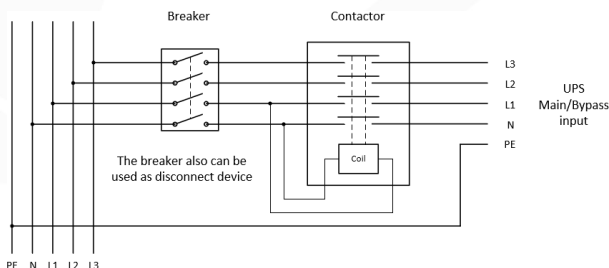 Breaker
Contactor
L3
L2
L1
N
PE
UPS
Main/Bypass
input
Coil
The breaker also can be
used as disconnect device
PE N L1 L2 L3